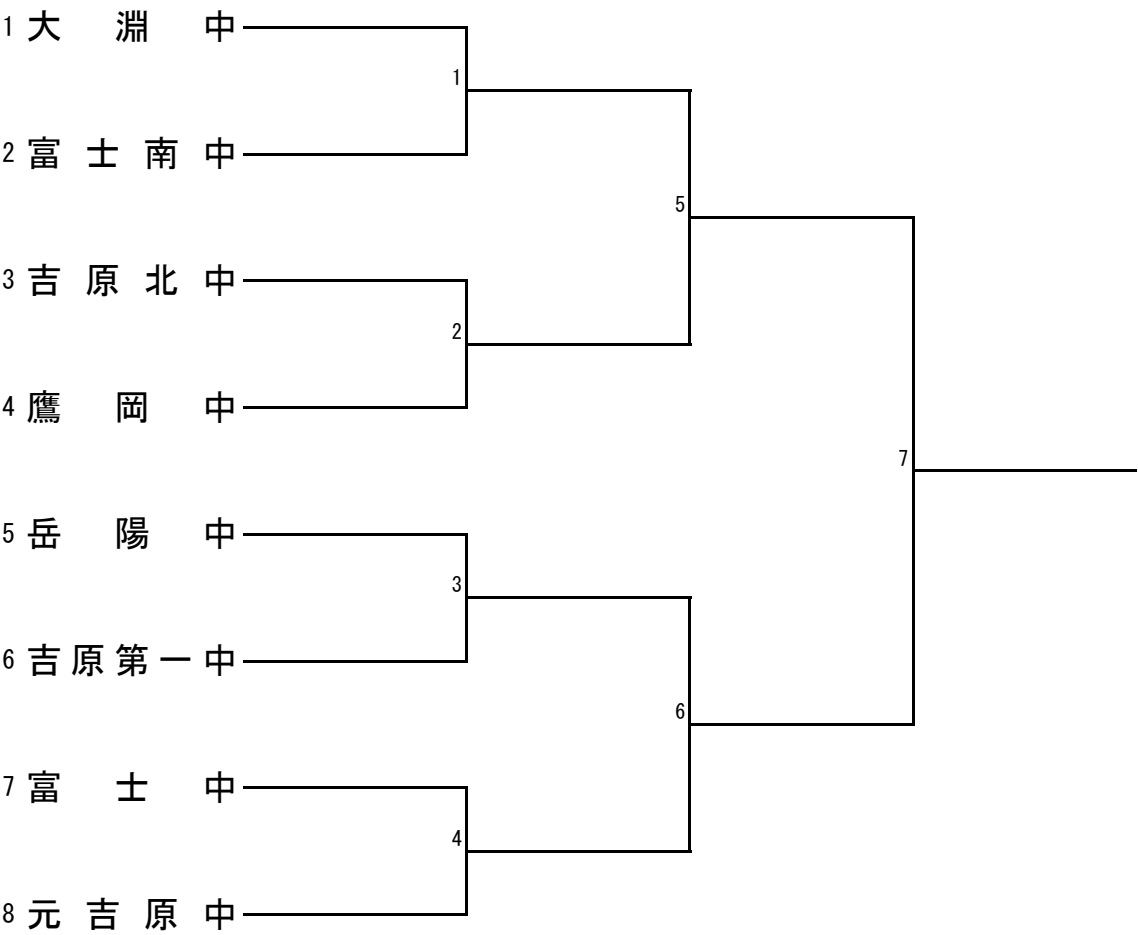 1 大淵中
1
2 富士南中
5
3 吉原北中
2
4 鷹岡中
7
5 岳陽中
3
6 吉原第一中
6
7 富士中
4
8 元吉原中